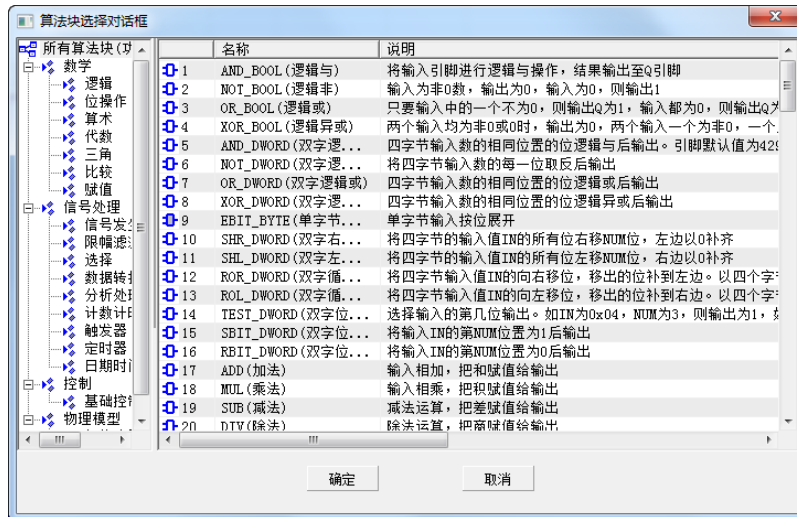 算法块选择对话框
所有算法块(功
数学
逻辑
位操作
算术
代数
三角
比较
赋值
信号处理
信号发
限幅滤
选择
数据转
分析处
计数计
触发器
定时器
日期时
控制
基础控
物理模型
名称 说明
1 AND_BOOL(逻辑与) 将输入引脚进行逻辑与操作，结果输出至Q引脚
2 NOT_BOOL(逻辑非) 输入为非0数，输出为0，输入为0，则输出1
3 OR_BOOL(逻辑或) 只要输入中的一个不为0，则输出Q为1，输入都为0，则输出Q为
4 XOR_BOOL(逻辑异或) 两个输入均为非0或0时，输出为0，两个输入一个为非0，一个
5 AND_DWORD(双字逻... 四字节输入数的相同位置的位逻辑与后输出。引脚默认值为429
6 NOT_DWORD(双字逻... 将四字节输入数的每一位取反后输出
7 OR_DWORD(双字逻辑或) 四字节输入数的相同位置的位逻辑或后输出
8 XOR_DWORD(双字逻... 四字节输入数的相同位置的位逻辑异或后输出
9 EBIT_BYTE(单字节... 单字节输入按位展开
10 SHR_DWORD(双字右... 将四字节的输入值IN的所有位右移NUM位，左边以0补齐
11 SHL_DWORD(双字左... 将四字节的输入值IN的所有位左移NUM位，右边以0补齐
12 ROR_DWORD(双字循... 将四字节输入值IN的向右移位，移出的位补到左边。以四个字
13 ROL_DWORD(双字循... 将四字节输入值IN的向左移位，移出的位补到右边。以四个字
14 TEST_DWORD(双字位... 选择输入的第几位输出。如IN为0x04，NUM为3，则输出为1，
15 SBIT_DWORD(双字位... 将输入IN的第NUM位置为1后输出
16 RBIT_DWORD(双字位... 将输入IN的第NUM位置为0后输出
17 ADD(加法) 输入相加，把和赋值给输出
18 MUL(乘法) 输入相乘，把积赋值给输出
19 SUB(减法) 减法运算，把差赋值给输出
20 DIV(除法) 除法运算，把商赋值给输出
确定 取消